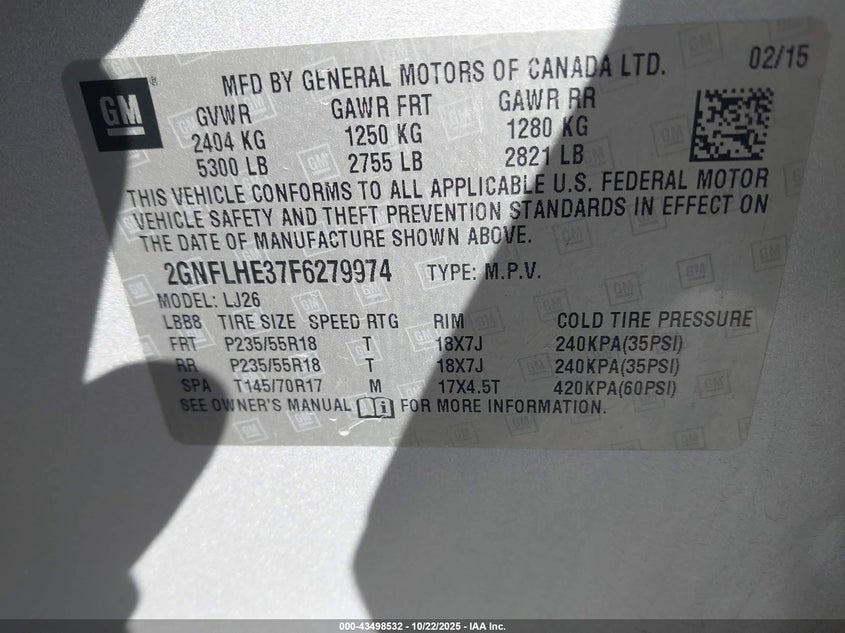 GM ®
MFD BY GENERAL MOTORS OF CANADA LTD. 02/15
GVWR GAWR FRT GAWR RR
2404 KG 1250 KG 1280 KG
5300 LB 2755 LB 2821 LB
THIS VEHICLE CONFORMS TO ALL APPLICABLE U.S. FEDERAL MOTOR
VEHICLE SAFETY AND THEFT PREVENTION STANDARDS IN EFFECT ON
THE DATE OF MANUFACTURE SHOWN ABOVE.
2GNFLHE37F6279974 TYPE: M.P.V.
MODEL: LJ26
LBB8 TIRE SIZE SPEED RTG RIM COLD TIRE PRESSURE
FRT P235/55R18 T 18X7J 240KPA(35PSI)
RR P235/55R18 T 18X7J 240KPA(35PSI)
SPA T145/70R17 M 17X4.5T 420KPA(60PSI)
SEE OWNER'S MANUAL i FOR MORE INFORMATION.
000-43498532 - 10/22/2025 - IAA Inc.